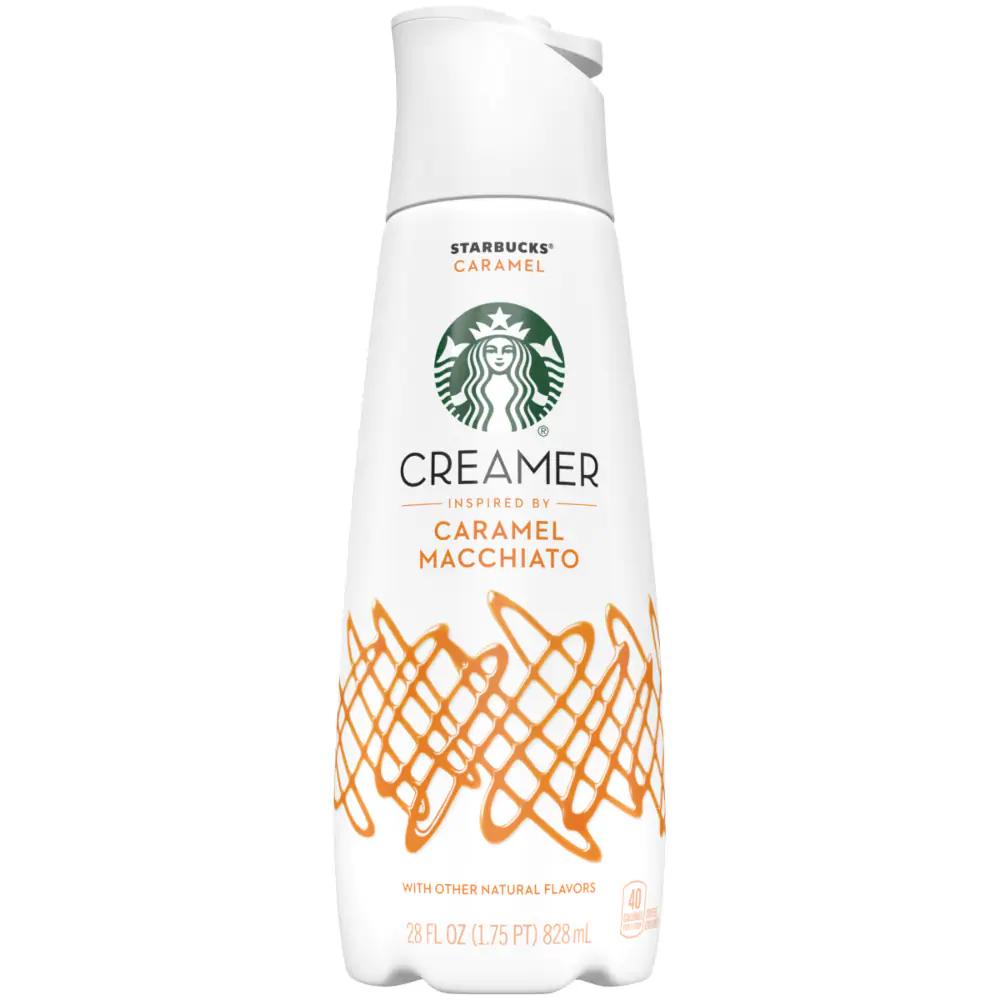 STARBUCKS®
CARAMEL
®
CREAMER
INSPIRED BY
CARAMEL
MACCHIATO
WITH OTHER NATURAL FLAVORS
40
CALORIES
28 FL OZ (1.75 PT) 828 mL